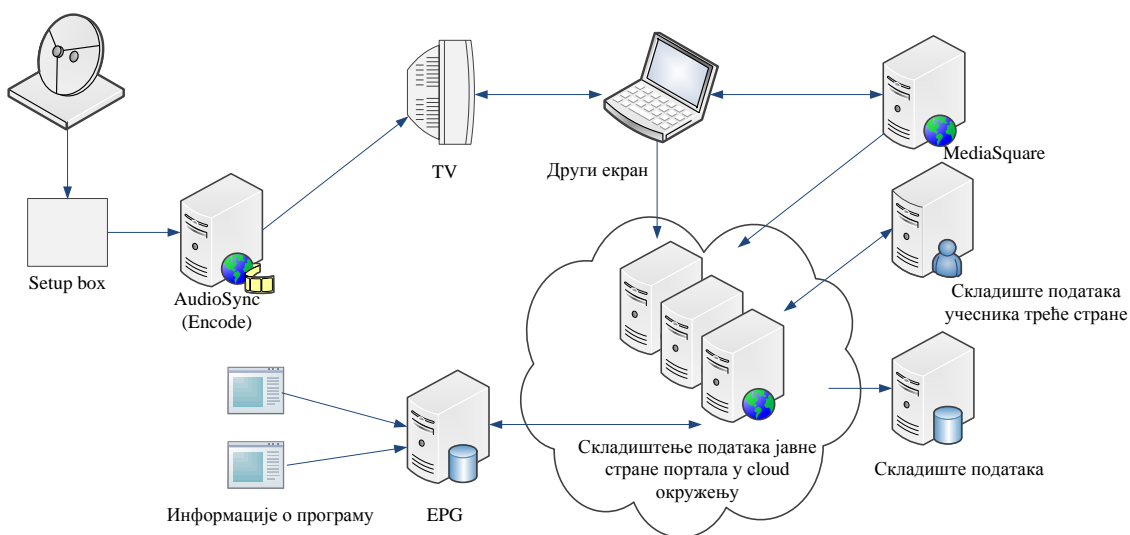 TV
Други екран
MediaSquare
Setup box
AudioSync
(Encode)
Складиште података
учесника треће стране
Складиштење података јавне
стране портала у cloud
окружењу
Складиште података
Информације о програму
EPG